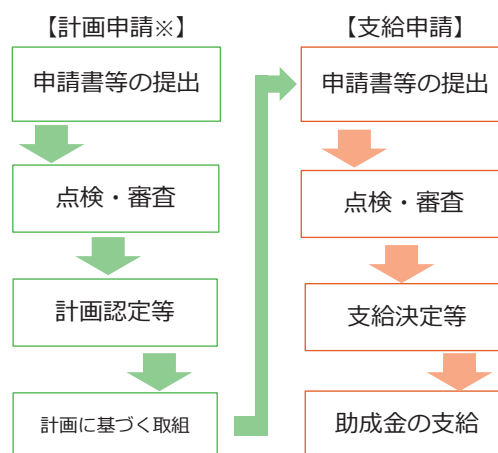 【計画申請※】
申請書等の提出
点検・審査
計画認定等
計画に基づく取組
【支給申請】
申請書等の提出
点検・審査
支給決定等
助成金の支給